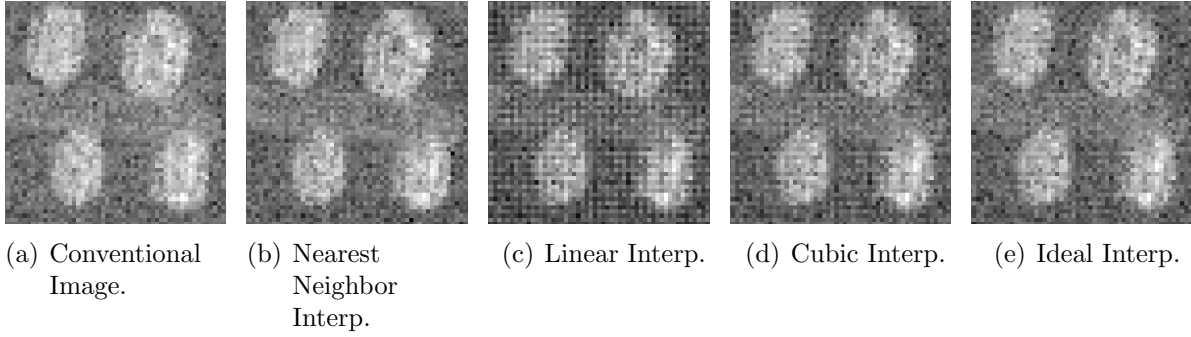 (a) Conventional
Image.
(b) Nearest
Neighbor
Interp.
(c) Linear Interp.
(d) Cubic Interp.
(e) Ideal Interp.